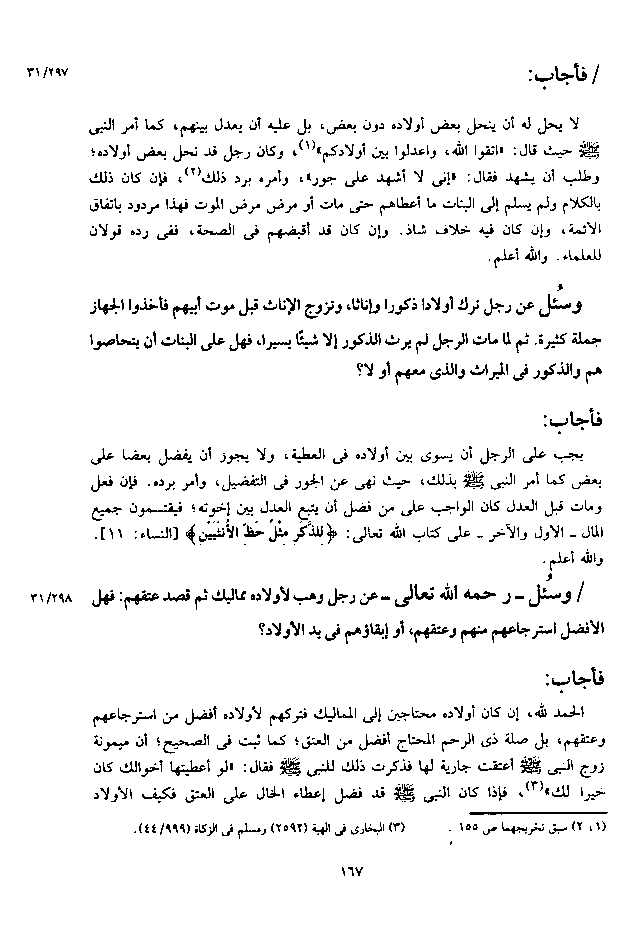 / فأجاب: ٣١/٢٩٧
لا يحل له أن ينحل بعض أولاده دون بعض، بل عليه أن يعدل بينهم، كما أمر النبي
ﷺ حيث قال: «اتقوا الله، واعدلوا بين أولادكم»(١)، وكان رجل قد نحل بعض أولاده؛
وطلب أن يشهد فقال: «إنى لا أشهد على جور»، وأمره برد ذلك(٢)، فإن كان ذلك
بالكلام ولم يسلم إلى البنات ما أعطاهم حتى مات أو مرض مرض الموت فهذا مردود باتفاق
الأئمة، وإن كان فيه خلاف شاذ. وإن كان قد أقبضهم فى الصحة، ففى رده قولان
للعلماء. والله أعلم.
وسُئل عن رجل ترك أولادا ذكورا وإناثا، وتزوج الإناث قبل موت أبيهم فأخذوا الجهاز
جملة كثيرة. ثم لما مات الرجل لم يرث الذكور إلا شيئًا يسيرا، فهل على البنات أن يتحاصوا
هم والذكور فى الميراث والذى معهم أو لا؟
فأجاب:
يجب على الرجل أن يسوى بين أولاده فى العطية، ولا يجوز أن يفضل بعضا على
بعض كما أمر النبى ﷺ بذلك، حيث نهى عن الجور فى التفضيل، وأمر برده. فإن فعل
ومات قبل العدل كان الواجب على من فضل أن يتبع العدل بين إخوته؛ فيقتسمون جميع
المال ـ الأول والآخر ـ على كتاب الله تعالى: ﴿لِلذَّكَرِ مِثْلُ حَظِّ الأُنثَيَيْنِ﴾ [النساء: ١١].
والله أعلم.
/ وسُئل ـ رحمه الله تعالى ـ عن رجل وهب لأولاده مماليك ثم قصد عتقهم: فهل ٣١/٢٩٨
الأفضل استرجاعهم منهم وعتقهم، أو إبقاؤهم فى يد الأولاد؟
فأجاب:
الحمد لله، إن كان أولاده محتاجين إلى المماليك فتركهم لأولاده أفضل من استرجاعهم
وعتقهم، بل صلة ذى الرحم المحتاج أفضل من العتق؛ كما ثبت فى الصحيح؛ أن ميمونة
زوج النبى ﷺ أعتقت جارية لها فذكرت ذلك للنبى ﷺ فقال: «لو أعطيتها أخوالك كان
خيرا لك»(٣)، فإذا كان النبى ﷺ قد فضل إعطاء الخال على العتق فكيف الأولاد
(١، ٢) سبق تخريجهما ص ١٥٥ . (٣) البخارى فى الهبة (٢٥٩٢) ومسلم فى الزكاة (٤٤/٩٩٩).
١٦٧